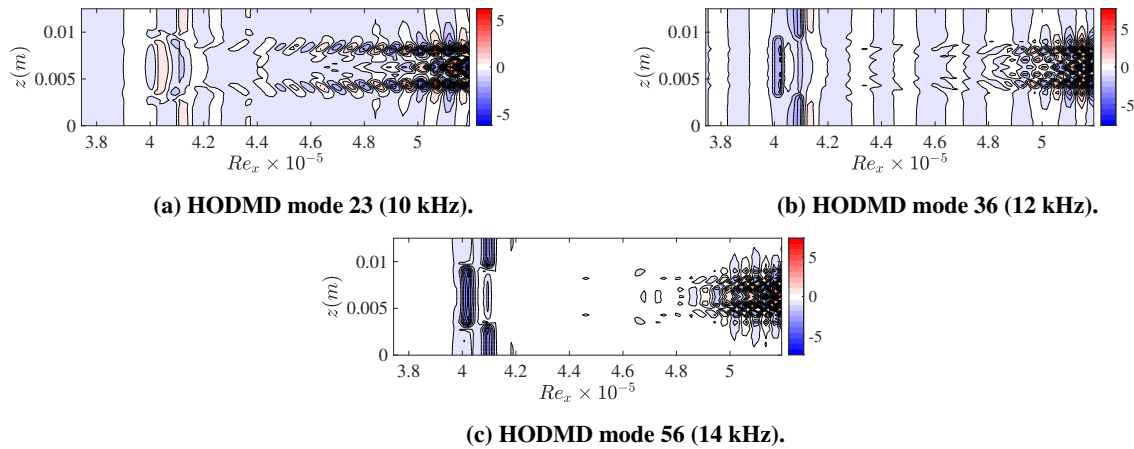 0.01
0.005
0
z(m)
3.8 4 4.2 4.4 4.6 4.8 5
Re_x × 10^-5
5
0
-5
(a) HODMD mode 23 (10 kHz).
0.01
0.005
0
z(m)
3.8 4 4.2 4.4 4.6 4.8 5
Re_x × 10^-5
5
0
-5
(b) HODMD mode 36 (12 kHz).
0.01
0.005
0
z(m)
3.8 4 4.2 4.4 4.6 4.8 5
Re_x × 10^-5
5
0
-5
(c) HODMD mode 56 (14 kHz).